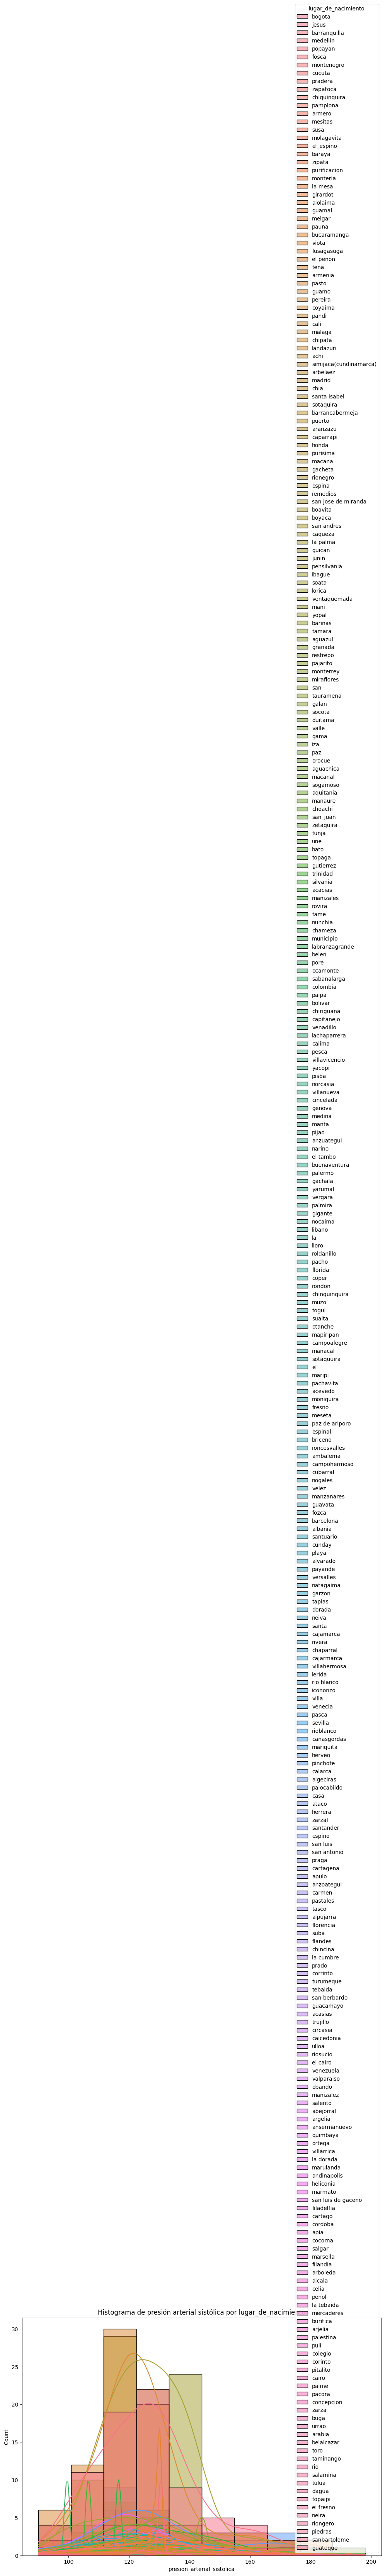 lugar_de_nacimiento
bogota
jesus
barranquilla
medellin
popayan
fosca
montenegro
cucuta
pradera
zapatoca
chiquinquira
pamplona
armero
mesitas
susa
molagavita
el_espino
baraya
zipata
purificacion
monteria
la mesa
girardot
alolaima
guamal
melgar
pauna
bucaramanga
viota
fusagasuga
el penon
tena
armenia
pasto
guamo
pereira
coyaima
pandi
cali
malaga
chipata
landazuri
achi
simijaca(cundinamarca)
arbelaez
madrid
chia
santa isabel
sotaquira
barrancabermeja
puerto
aranzazu
caparrapi
honda
purisima
macana
gacheta
rionegro
ospina
remedios
san jose de miranda
boavita
boyaca
san andres
caqueza
la palma
guican
junin
pensilvania
ibague
soata
lorica
ventaquemada
mani
yopal
barinas
tamara
aguazul
granada
restrepo
pajarito
monterrey
miraflores
san
tauramena
galan
socota
duitama
valle
gama
iza
paz
orocue
aguachica
macanal
sogamoso
aquitania
manaure
choachi
san_juan
zetaquira
tunja
une
hato
topaga
gutierrez
trinidad
silvania
acacias
manizales
rovira
tame
nunchia
chameza
municipio
labranzagrande
belen
pore
ocamonte
sabanalarga
colombia
paipa
bolivar
chiriguana
capitanejo
venadillo
lachaparrera
calima
pesca
villavicencio
yacopi
pisba
norcasia
villanueva
cincelada
genova
medina
manta
pijao
anzuategui
narino
el tambo
buenaventura
palermo
gachala
yarumal
vergara
palmira
gigante
nocaima
libano
la
lloro
roldanillo
pacho
florida
coper
rondon
chinquinquira
muzo
togui
suaita
otanche
mapiripan
campoalegre
manacal
sotaquuira
el
maripi
pachavita
acevedo
moniquira
fresno
meseta
paz de ariporo
espinal
briceno
roncesvalles
ambalema
campohermoso
cubarral
nogales
velez
manzanares
guavata
fozca
barcelona
albania
santuario
cunday
playa
alvarado
payande
versalles
natagaima
garzon
tapias
dorada
neiva
santa
cajamarca
rivera
chaparral
cajarmarca
villahermosa
lerida
rio blanco
icononzo
villa
venecia
pasca
sevilla
rioblanco
canasgordas
mariquita
herveo
pinchote
calarca
algeciras
palocabildo
casa
ataco
herrera
zarzal
santander
espino
san luis
san antonio
praga
cartagena
apulo
anzoategui
carmen
pastales
tasco
alpujarra
florencia
suba
flandes
chincina
la cumbre
prado
corrinto
turumeque
tebaida
san berbardo
guacamayo
acasias
trujillo
circasia
caicedonia
ulloa
riosucio
el cairo
venezuela
valparaiso
obando
manizalez
salento
abejorral
argelia
ansermanuevo
quimbaya
ortega
villarrica
la dorada
marulanda
andinapolis
heliconia
marmato
san luis de gaceno
filadelfia
cartago
cordoba
apia
cocorna
salgar
marsella
filandia
arboleda
alcala
celia
penol
la tebaida
mercaderes
buritica
arjelia
palestina
puli
colegio
corinto
pitalito
cairo
paime
pacora
concepcion
zarza
buga
urrao
arabia
belalcazar
toro
taminango
rio
salamina
tulua
dagua
topaipi
el fresno
neira
riongero
piedras
sanbartolome
guateque
Histograma de presión arterial sistólica por lugar_de_nacimie
30
25
20
15
10
5
0
Count
100
120
140
160
180
200
presion_arterial_sistolica